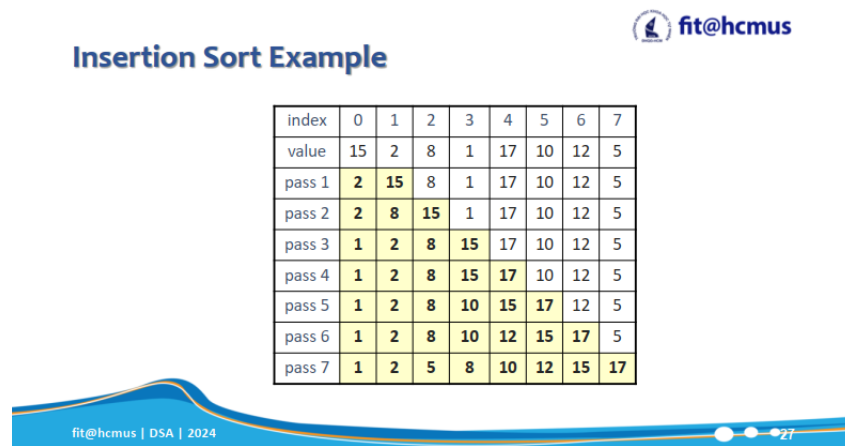 fit@hcmus
Insertion Sort Example
index 0 1 2 3 4 5 6 7
value 15 2 8 1 17 10 12 5
pass 1 2 15 8 1 17 10 12 5
pass 2 2 8 15 1 17 10 12 5
pass 3 1 2 8 15 17 10 12 5
pass 4 1 2 8 15 17 10 12 5
pass 5 1 2 8 10 15 17 12 5
pass 6 1 2 8 10 12 15 17 5
pass 7 1 2 5 8 10 12 15 17
fit@hcmus | DSA | 2024
27